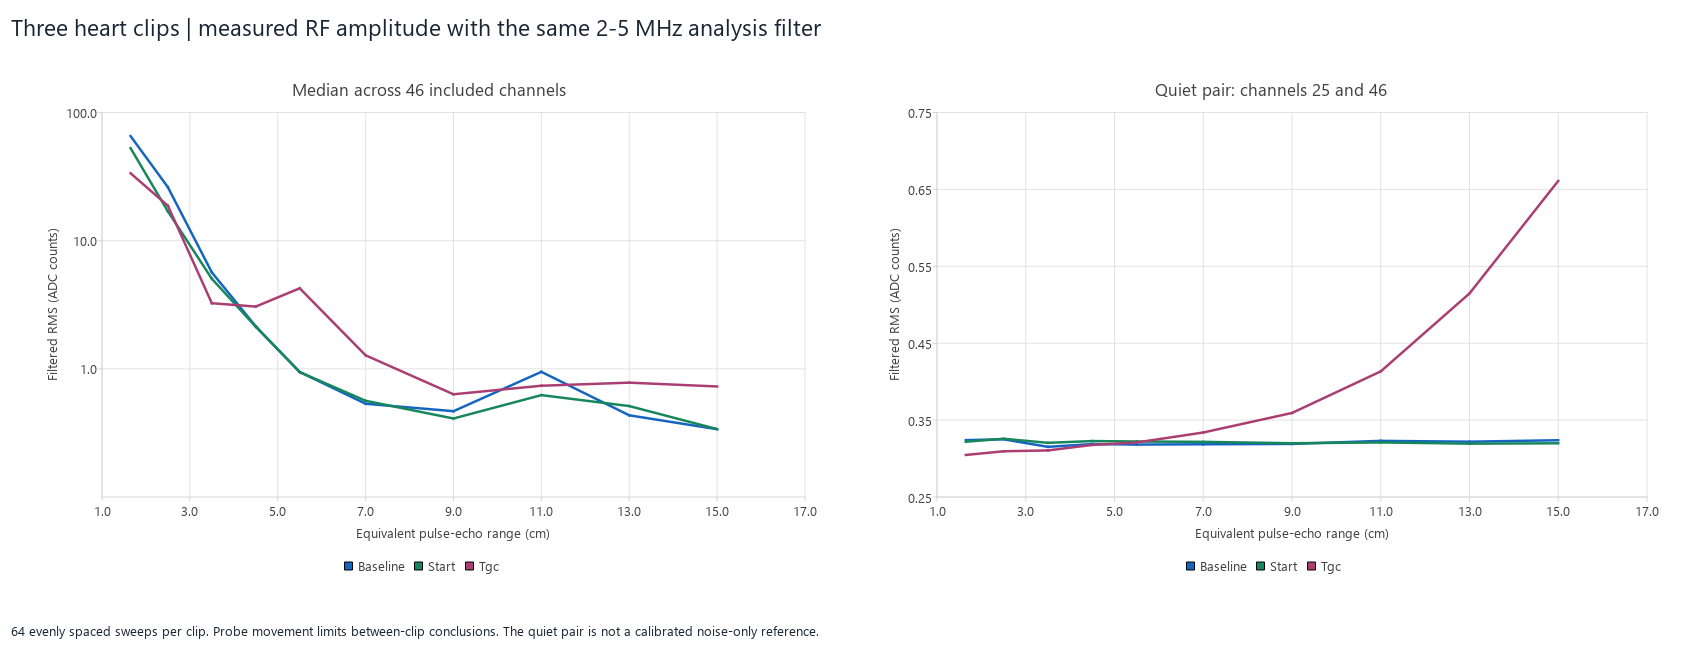 Three heart clips | measured RF amplitude with the same 2-5 MHz analysis filter
Median across 46 included channels
100.0
10.0
1.0
Filtered RMS (ADC counts)
1.0 3.0 5.0 7.0 9.0 11.0 13.0 15.0 17.0
Equivalent pulse-echo range (cm)
Baseline Start Tgc
Quiet pair: channels 25 and 46
0.75
0.65
0.55
0.45
0.35
0.25
Filtered RMS (ADC counts)
1.0 3.0 5.0 7.0 9.0 11.0 13.0 15.0 17.0
Equivalent pulse-echo range (cm)
Baseline Start Tgc
64 evenly spaced sweeps per clip. Probe movement limits between-clip conclusions. The quiet pair is not a calibrated noise-only reference.